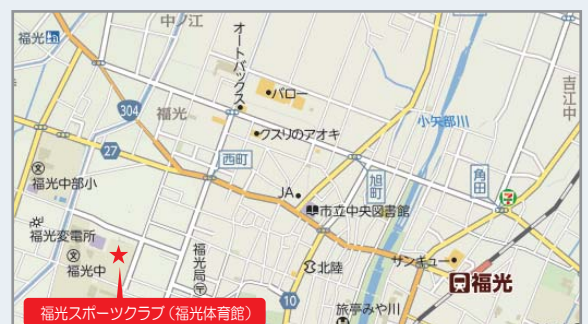 中江
福光IC
オートバックス
吉江中
バロー
304
福光
小矢部川
クスリのアオキ
27
西町
福光中部小
JA
旭町
角田
7
市立中央図書館
福光変電所
福光中
福光局
北陸
サンキュー
福光
10
旅亭みや川
福光スポーツクラブ(福光体育館)